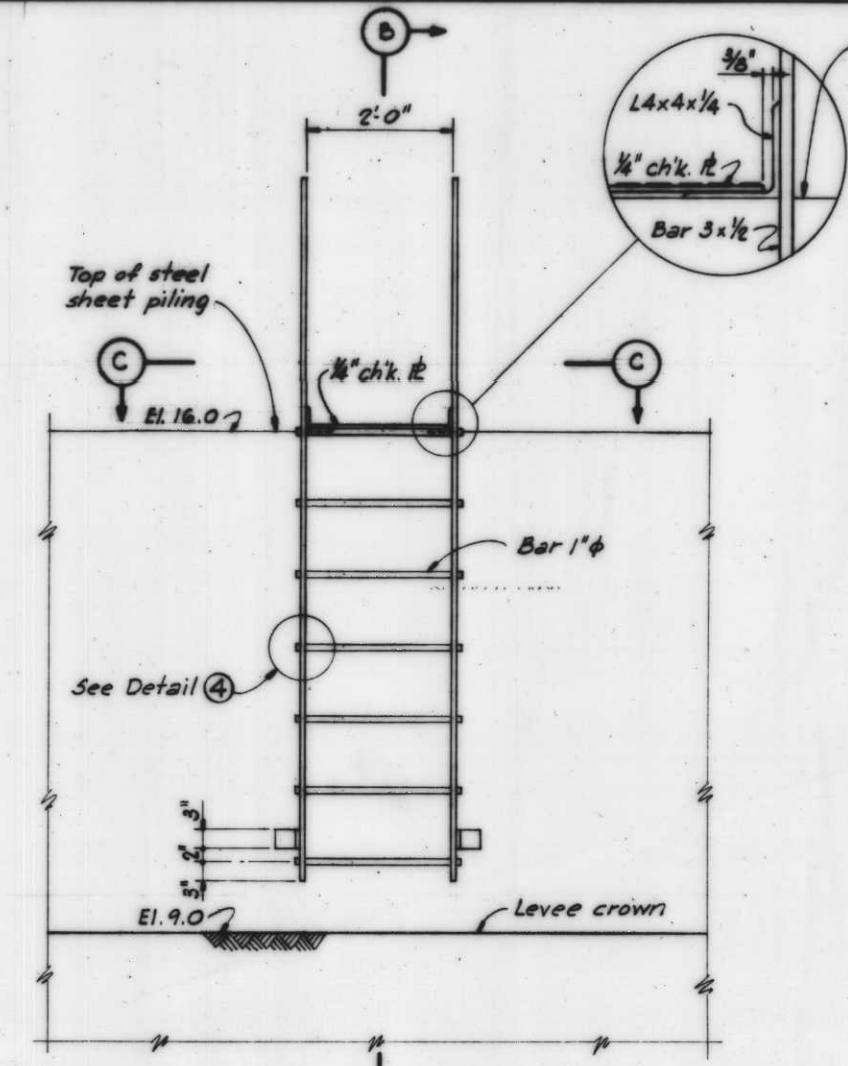 B
2'-0"
3/8"
L4x4x1/4
1/4" ch'k. ⅊
Bar 3x1/2
Top of steel
sheet piling
C
C
1/4" ch'k. ⅊
El. 16.0
Bar 1"φ
See Detail 4
3"
2"
3"
El. 9.0
Levee crown